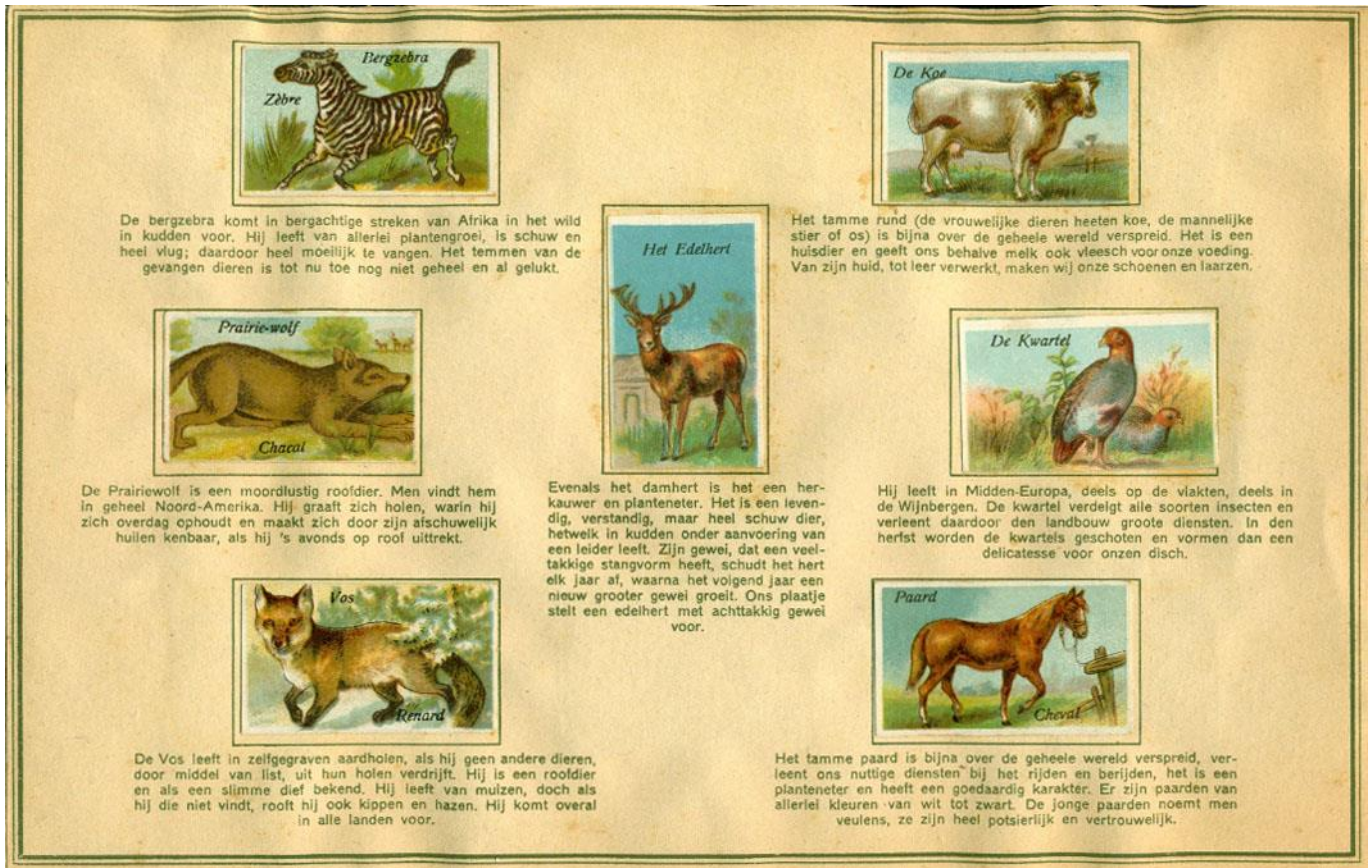 Bergzebra
Zèbre
De bergzebra komt in bergachtige streken van Afrika in het wild
in kudden voor. Hij leeft van allerlei plantengroei, is schuw en
heel vlug; daardoor heel moeilijk te vangen. Het temmen van de
gevangen dieren is tot nu toe nog niet geheel en al gelukt.
Prairie-wolf
Chacal
De Prairiewolf is een moordlustig roofdier. Men vindt hem
in geheel Noord-Amerika. Hij graaft zich holen, warin hij
zich overdag ophoudt en maakt zich door zijn afschuwelijk
huilen kenbaar, als hij 's avonds op roof uittrekt.
Vos
Renard
De Vos leeft in zelfgegraven aardholen, als hij geen andere dieren,
door middel van list, uit hun holen verdrijft. Hij is een roofdier
en als een slimme dief bekend. Hij leeft van muizen, doch als
hij die niet vindt, rooft hij ook kippen en hazen. Hij komt overal
in alle landen voor.
Het Edelhert
Evenals het damhert is het een her-
kauwer en planteneter. Het is een leven-
dig, verstandig, maar heel schuw dier,
hetwelk in kudden onder aanvoering van
een leider leeft. Zijn gewei, dat een veel-
takkige stangvorm heeft, schudt het hert
elk jaar af, waarna het volgend jaar een
nieuw grooter gewei groeit. Ons plaatje
stelt een edelhert met achttakkig gewei
voor.
De Koe
Het tamme rund (de vrouwelijke dieren heeten koe, de mannelijke
stier of os) is bijna over de geheele wereld verspreid. Het is een
huisdier en geeft ons behalve melk ook vleesch voor onze voeding.
Van zijn huid, tot leer verwerkt, maken wij onze schoenen en laarzen.
De Kwartel
Hij leeft in Midden-Europa, deels op de vlakten, deels in
de Wijnbergen. De kwartel verdelgt alle soorten insecten en
verleent daardoor den landbouw groote diensten. In den
herfst worden de kwartels geschoten en vormen dan een
delicatesse voor onzen disch.
Paard
Cheval
Het tamme paard is bijna over de geheele wereld verspreid, ver-
leent ons nuttige diensten bij het rijden en berijden, het is een
planteneter en heeft een goedaardig karakter. Er zijn paarden van
allerlei kleuren van wit tot zwart. De jonge paarden noemt men
veulens, ze zijn heel potsierlijk en vertrouwelijk.